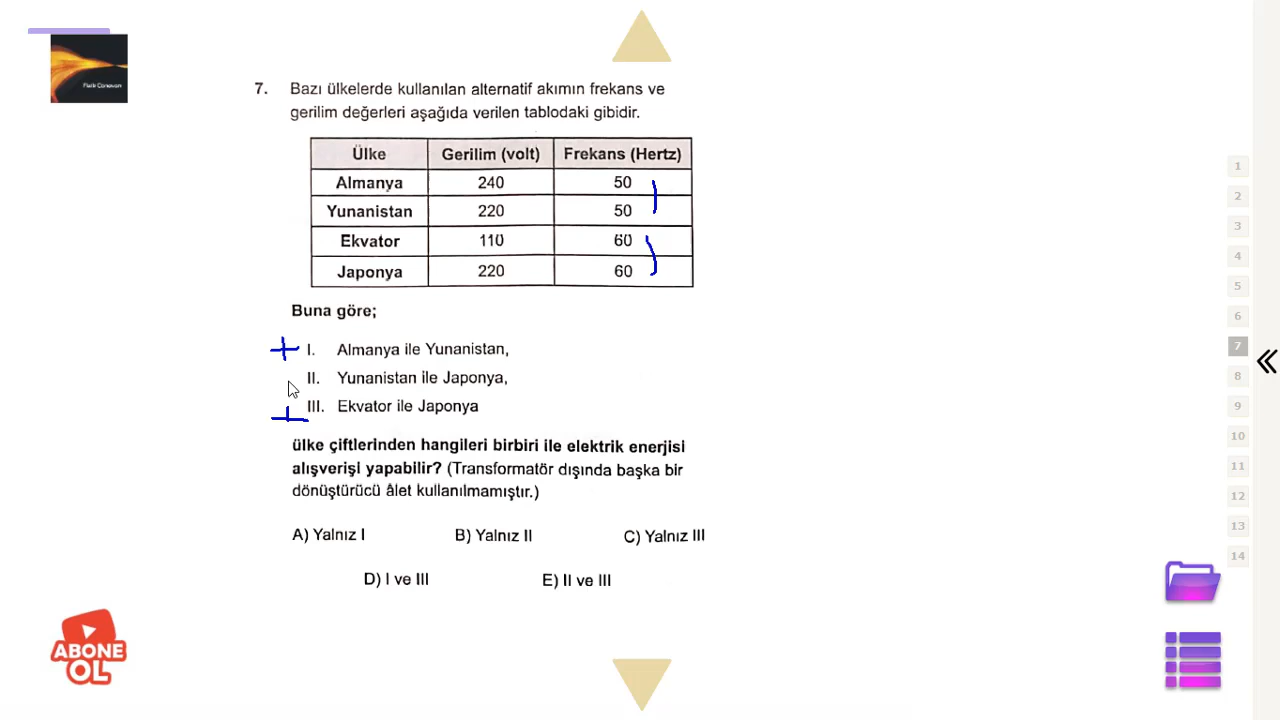 7. Bazı ülkelerde kullanılan alternatif akımın frekans ve
gerilim değerleri aşağıda verilen tablodaki gibidir.
Ülke Gerilim (volt) Frekans (Hertz)
Almanya 240 50
Yunanistan 220 50
Ekvator 110 60
Japonya 220 60
Buna göre;
I. Almanya ile Yunanistan,
II. Yunanistan ile Japonya,
III. Ekvator ile Japonya
ülke çiftlerinden hangileri birbiri ile elektrik enerjisi
alışverişi yapabilir? (Transformatör dışında başka bir
dönüştürücü âlet kullanılmamıştır.)
A) Yalnız I B) Yalnız II C) Yalnız III
D) I ve III E) II ve III
ABONE
OL
1
2
3
4
5
6
7
8
9
10
11
12
13
14